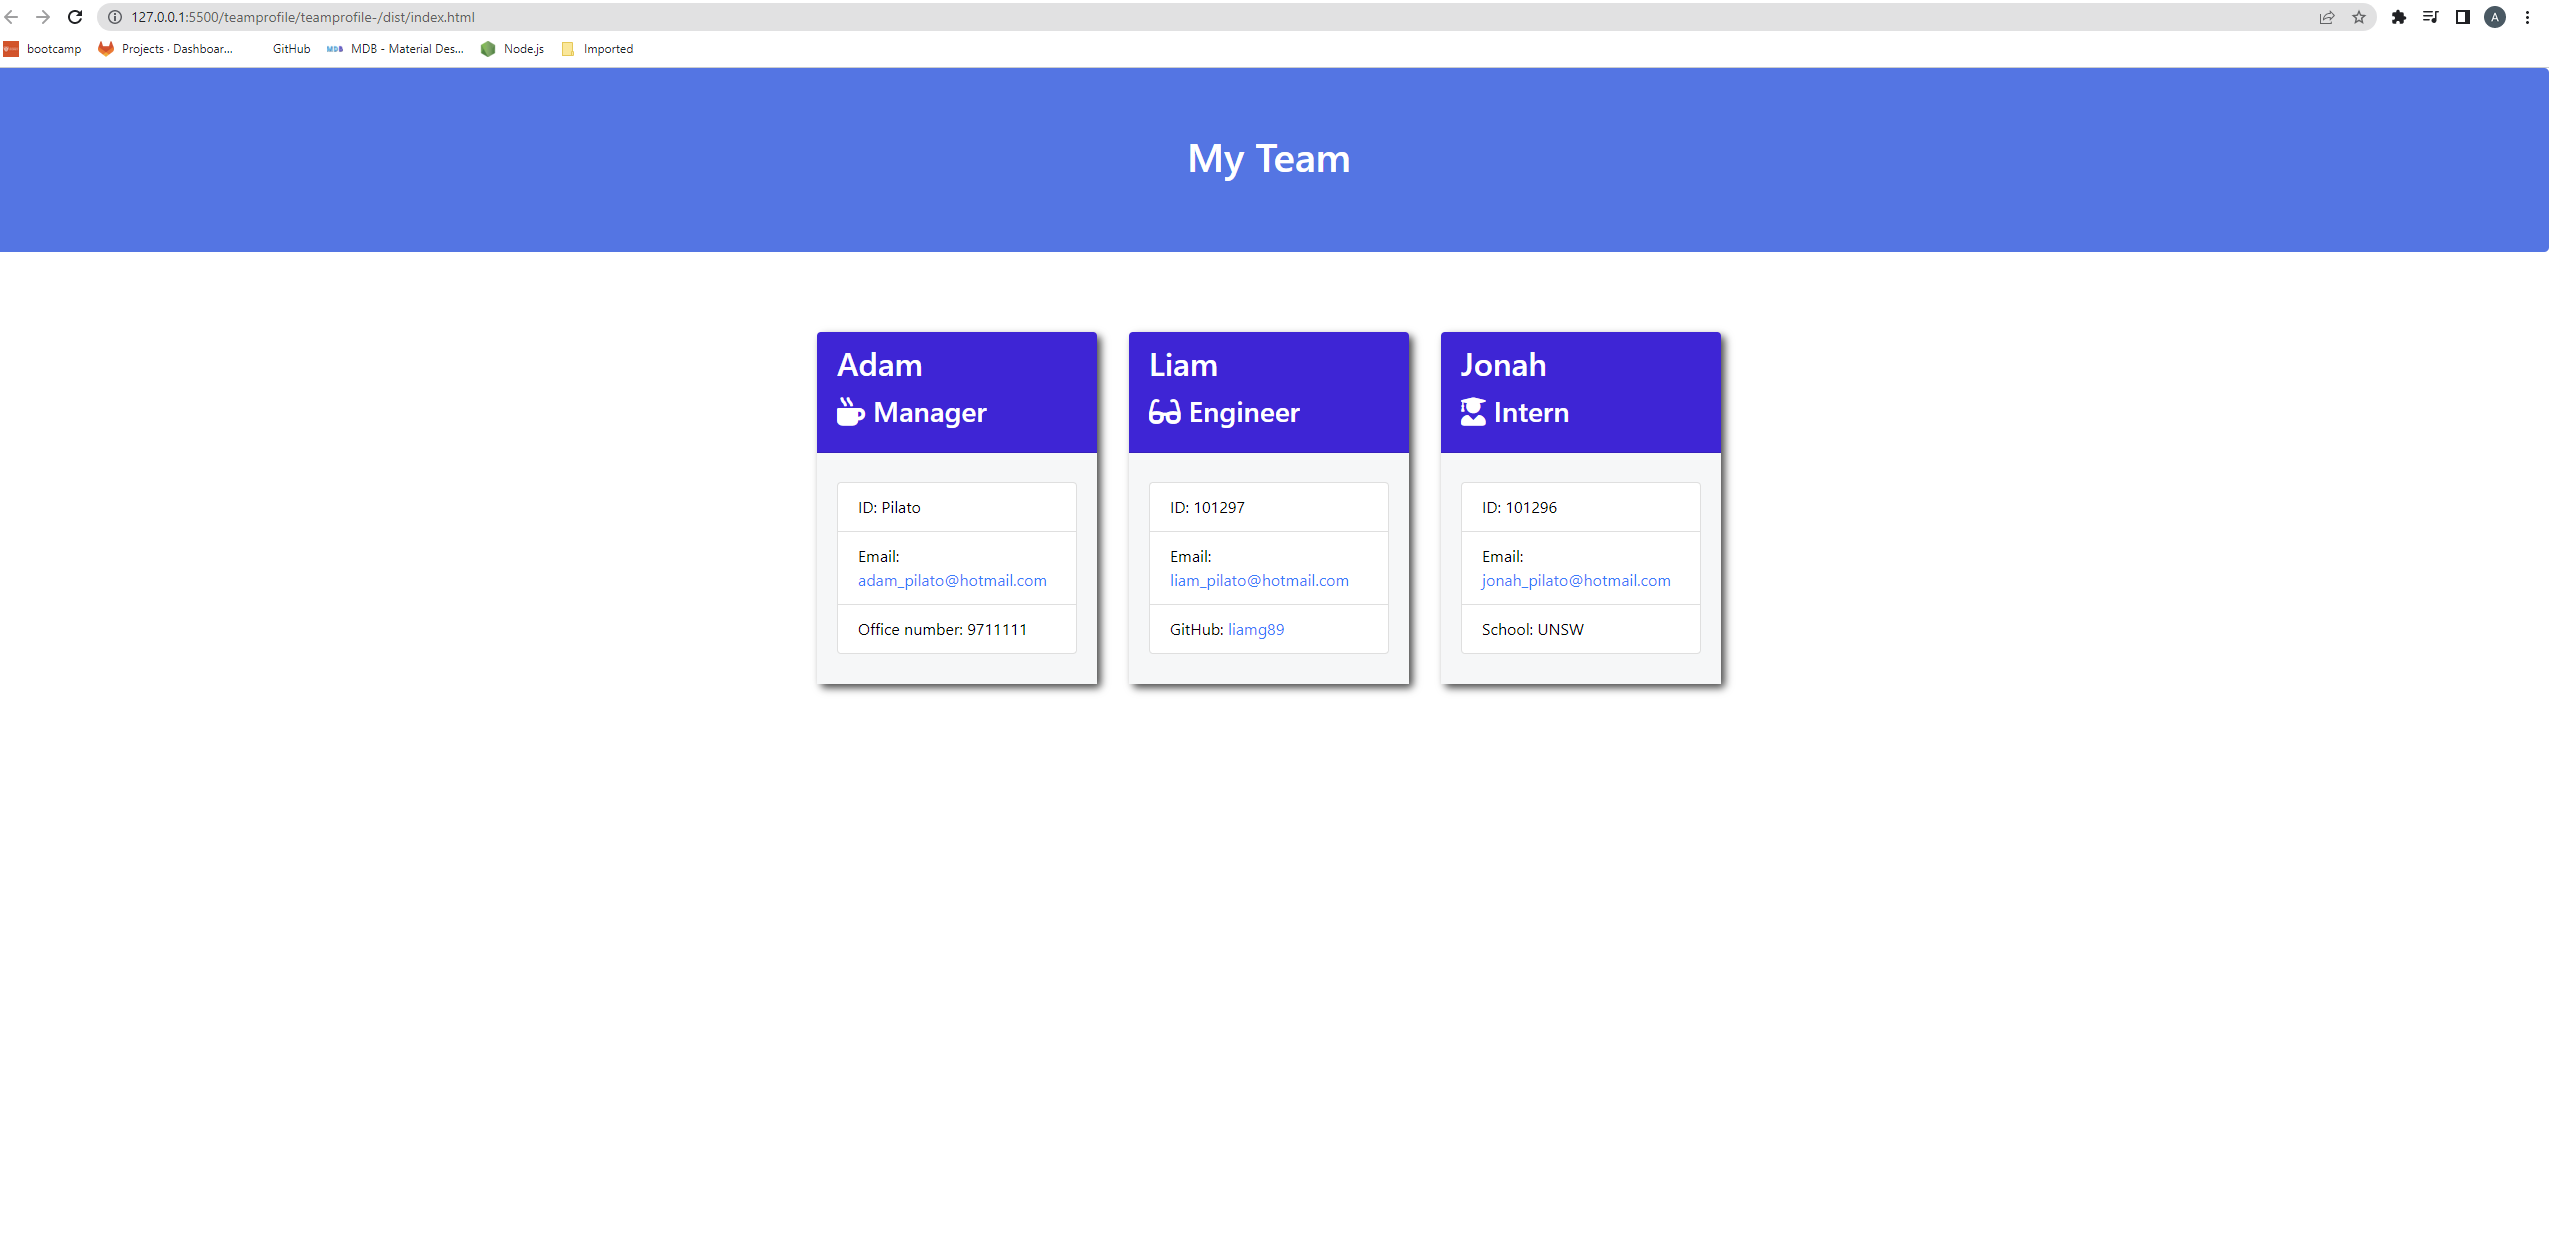 127.0.0.1:5500/teamprofile/teamprofile-/dist/index.html
A
bootcamp Projects · Dashboar... GitHub MDB MDB - Material Des... Node.js Imported
My Team
Adam
Manager
ID: Pilato
Email:
adam_pilato@hotmail.com
Office number: 9711111
Liam
Engineer
ID: 101297
Email:
liam_pilato@hotmail.com
GitHub: liamg89
Jonah
Intern
ID: 101296
Email:
jonah_pilato@hotmail.com
School: UNSW